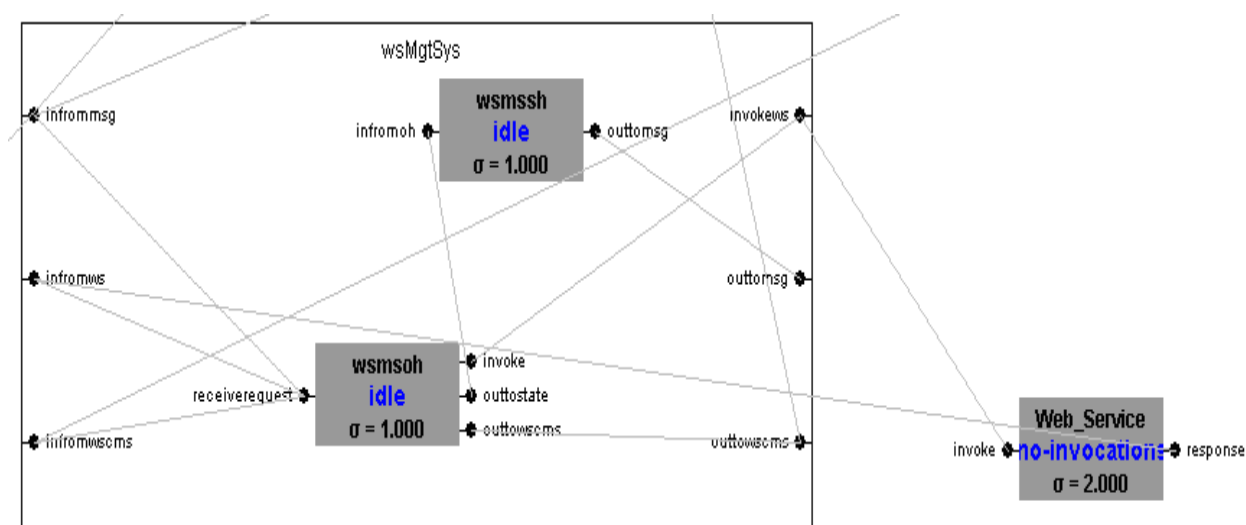 wsMgtSys
infrommsg
wsmssh
idle
σ = 1.000
infromoh
outtomsg
invokews
infromws
outtomsg
wsmsoh
idle
σ = 1.000
receiverequest
invoke
outtostate
outtowscms
infromwscms
outtowscms
Web_Service
no-invocations
σ = 2.000
invoke
response